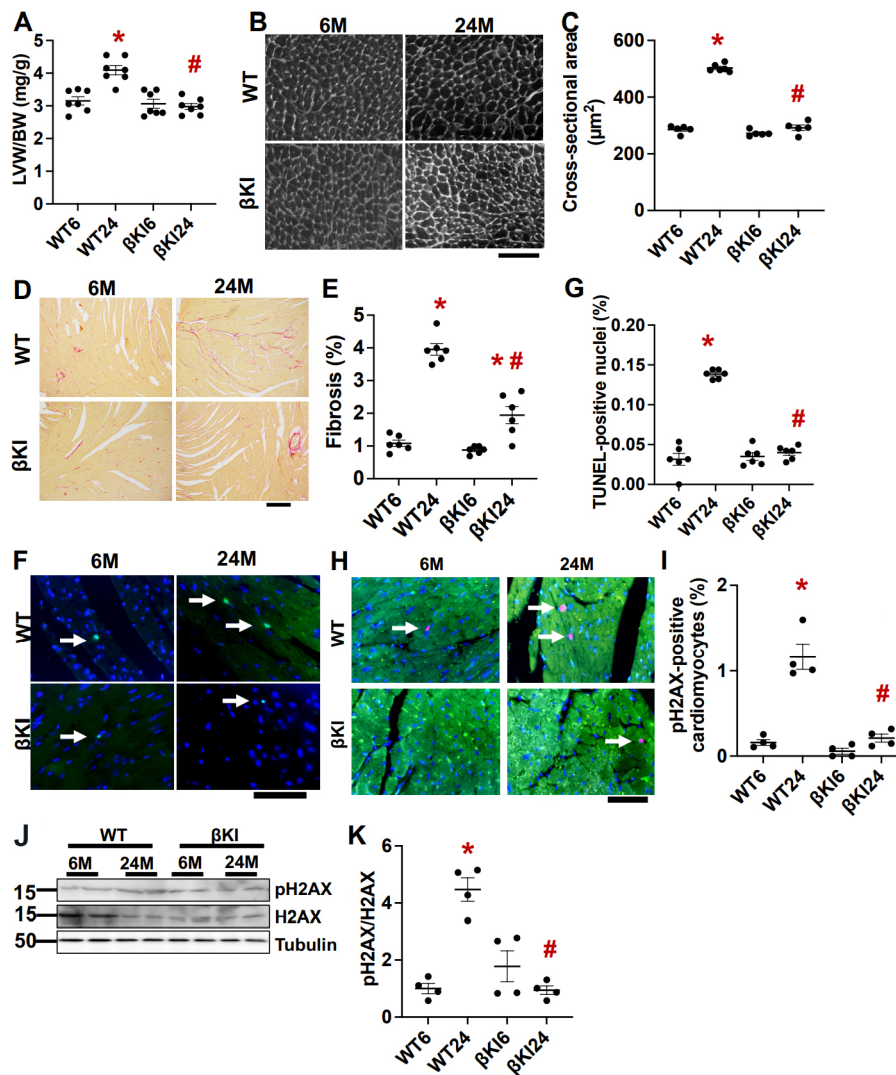 A
LVW/BW (mg/g)
5
4
3
2
1
0
*
#
WT6
WT24
βKI6
βKI24
B
6M
24M
WT
βKI
C
Cross-sectional area
(μm²)
600
400
200
0
*
#
WT6
WT24
βKI6
βKI24
D
6M
24M
WT
βKI
E
Fibrosis (%)
6
4
2
0
*
* #
WT6
WT24
βKI6
βKI24
G
TUNEL-positive nuclei (%)
0.20
0.15
0.10
0.05
0.00
*
#
WT6
WT24
βKI6
βKI24
F
6M
24M
WT
βKI
H
6M
24M
WT
βKI
I
pH2AX-positive
cardiomyocytes (%)
2
1
0
*
#
WT6
WT24
βKI6
βKI24
J
WT
βKI
6M
24M
6M
24M
15
pH2AX
15
H2AX
50
Tubulin
K
pH2AX/H2AX
6
4
2
0
*
#
WT6
WT24
βKI6
βKI24